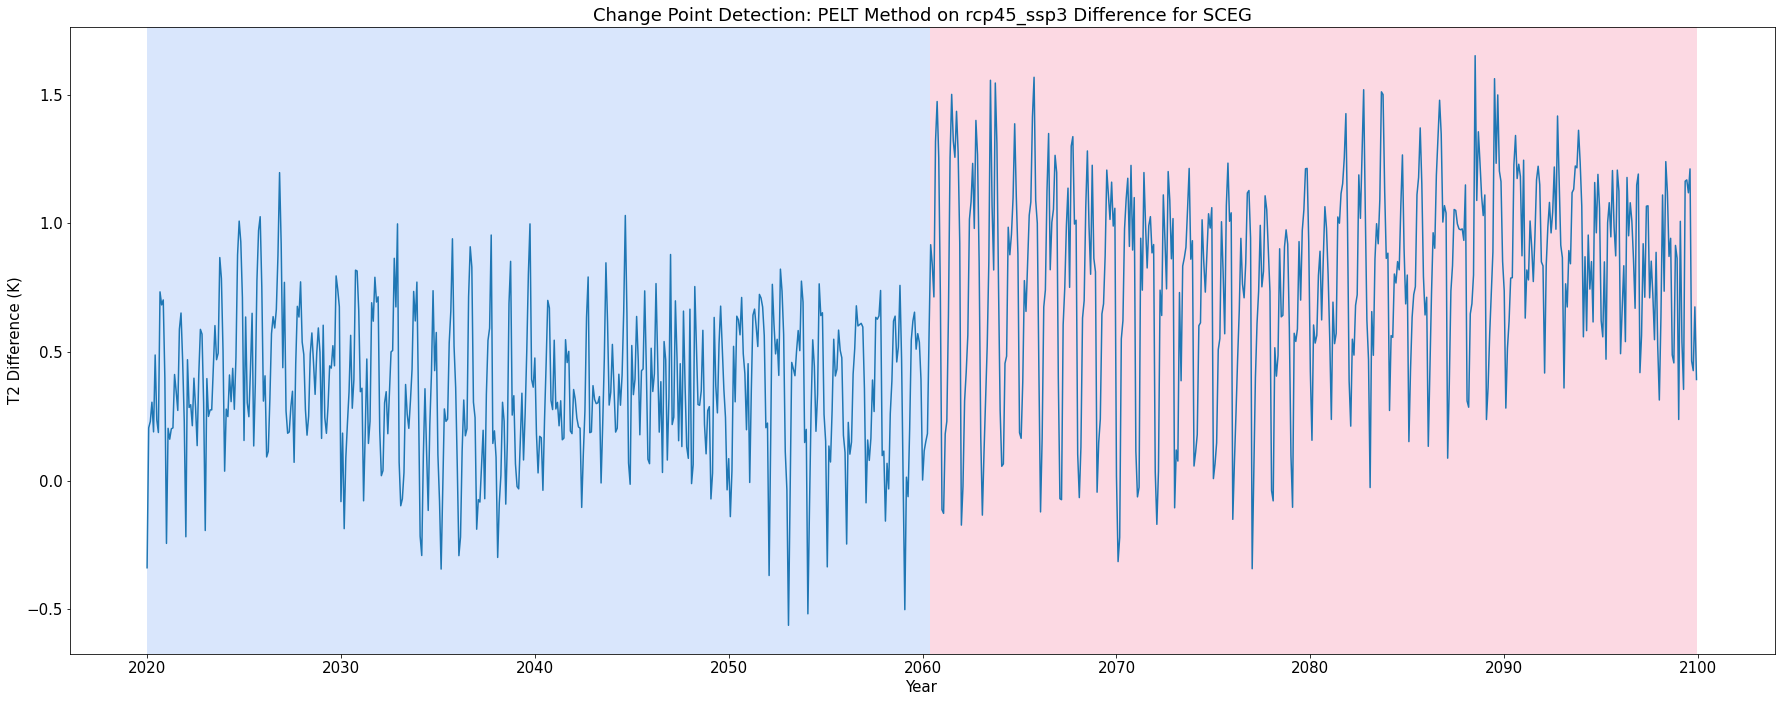 Change Point Detection: PELT Method on rcp45_ssp3 Difference for SCEG
T2 Difference (K)
1.5
1.0
0.5
0.0
−0.5
2020 2030 2040 2050 2060 2070 2080 2090 2100
Year